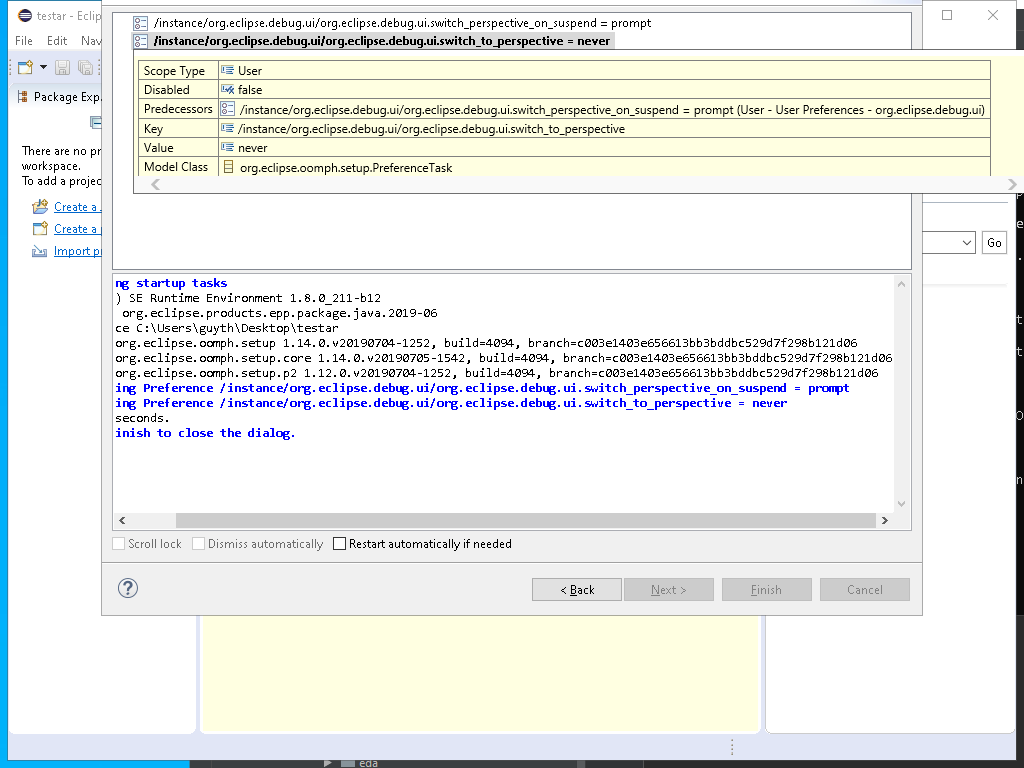 testar - Eclip
File Edit Nav
Package Exp
There are no pr
workspace.
To add a projec
Create a
Create a
Import p
/instance/org.eclipse.debug.ui/org.eclipse.debug.ui.switch_perspective_on_suspend = prompt
/instance/org.eclipse.debug.ui/org.eclipse.debug.ui.switch_to_perspective = never
Scope Type User
Disabled false
Predecessors /instance/org.eclipse.debug.ui/org.eclipse.debug.ui.switch_perspective_on_suspend = prompt (User - User Preferences - org.eclipse.debug.ui)
Key /instance/org.eclipse.debug.ui/org.eclipse.debug.ui.switch_to_perspective
Value never
Model Class org.eclipse.oomph.setup.PreferenceTask
Go
ng startup tasks
) SE Runtime Environment 1.8.0_211-b12
org.eclipse.products.epp.package.java.2019-06
ce C:\Users\guyth\Desktop\testar
org.eclipse.oomph.setup 1.14.0.v20190704-1252, build=4094, branch=c003e1403e656613bb3bddbc529d7f298b121d06
org.eclipse.oomph.setup.core 1.14.0.v20190705-1542, build=4094, branch=c003e1403e656613bb3bddbc529d7f298b121d06
org.eclipse.oomph.setup.p2 1.12.0.v20190704-1252, build=4094, branch=c003e1403e656613bb3bddbc529d7f298b121d06
ing Preference /instance/org.eclipse.debug.ui/org.eclipse.debug.ui.switch_perspective_on_suspend = prompt
ing Preference /instance/org.eclipse.debug.ui/org.eclipse.debug.ui.switch_to_perspective = never
seconds.
inish to close the dialog.
Scroll lock Dismiss automatically Restart automatically if needed
? < Back Next > Finish Cancel
eda